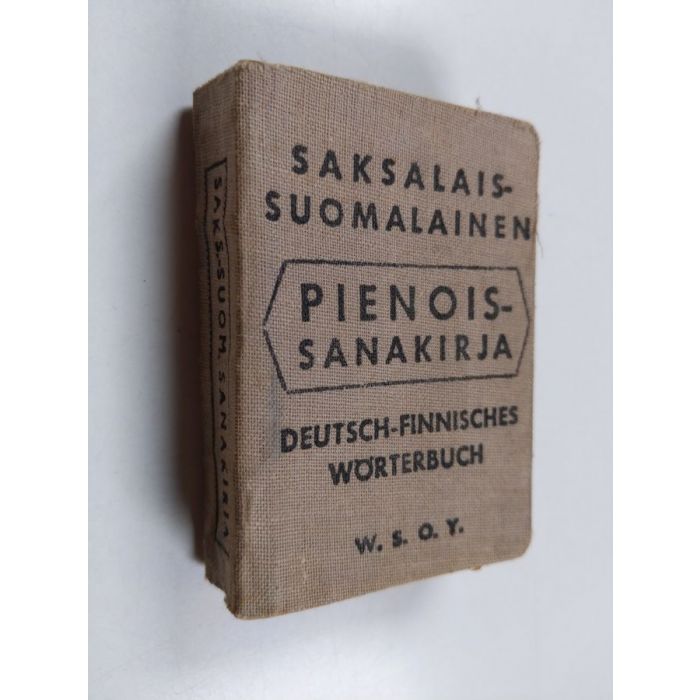 SAKSALAIS-
SUOMALAINEN
PIENOIS-
SANAKIRJA
DEUTSCH-FINNISCHES
WÖRTERBUCH
W. S. O. Y.
SAKS.-SUOM. SANAKIRJA